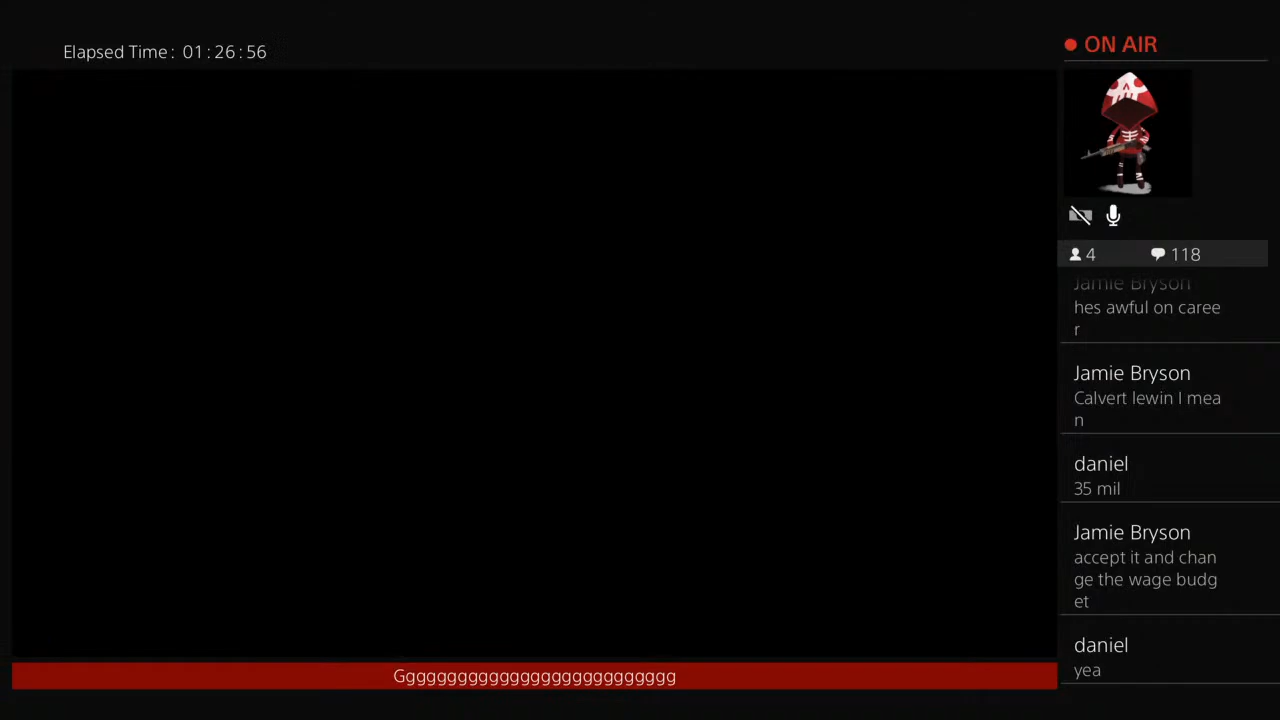 Elapsed Time: 01:26:56
ON AIR
4 118
Jamie Bryson
hes awful on caree
r
Jamie Bryson
Calvert lewin I mea
n
daniel
35 mil
Jamie Bryson
accept it and chan
ge the wage budg
et
daniel
yea
Ggggggggggggggggggggggggggg